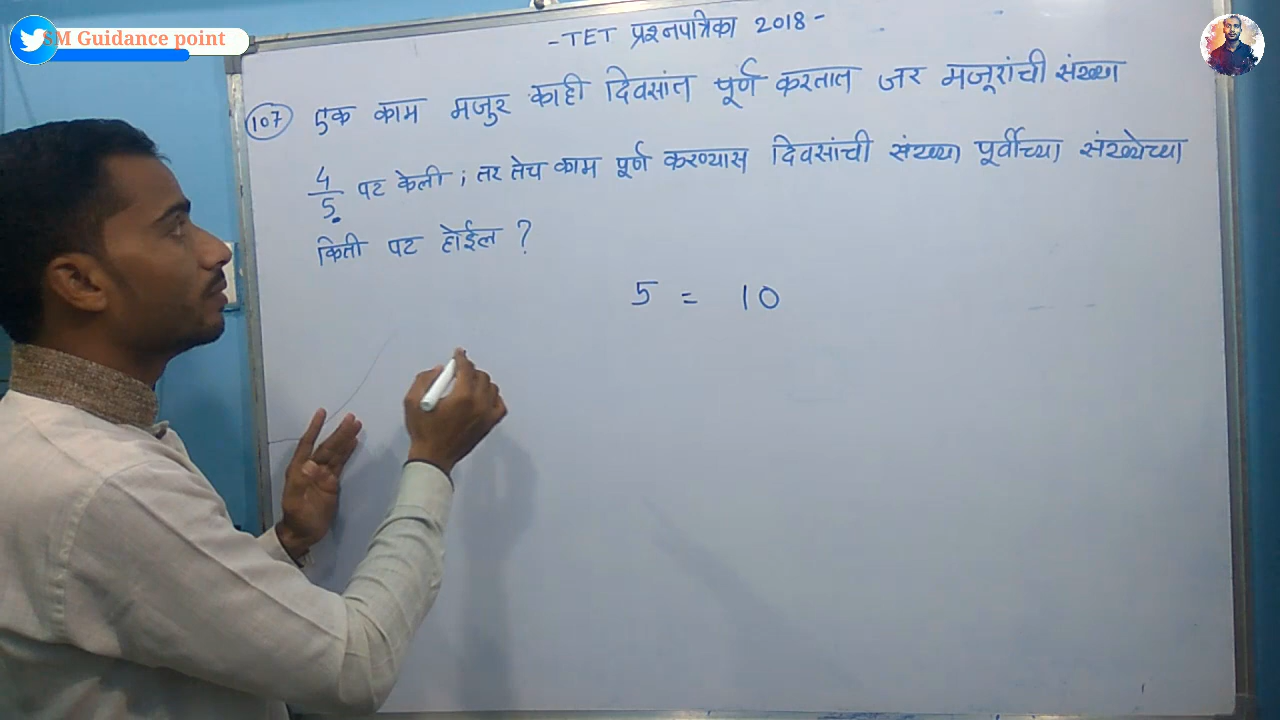 SM Guidance point
-TET प्रश्नपत्रिका 2018-
107 एक काम मजुर काही दिवसांत पूर्ण करतात जर मजूरांची संख्या
4/5 पट केली ; तर तेच काम पूर्ण करण्यास दिवसांची संख्या पूर्वीच्या संख्येच्या
किती पट होईल ?
5 = 10